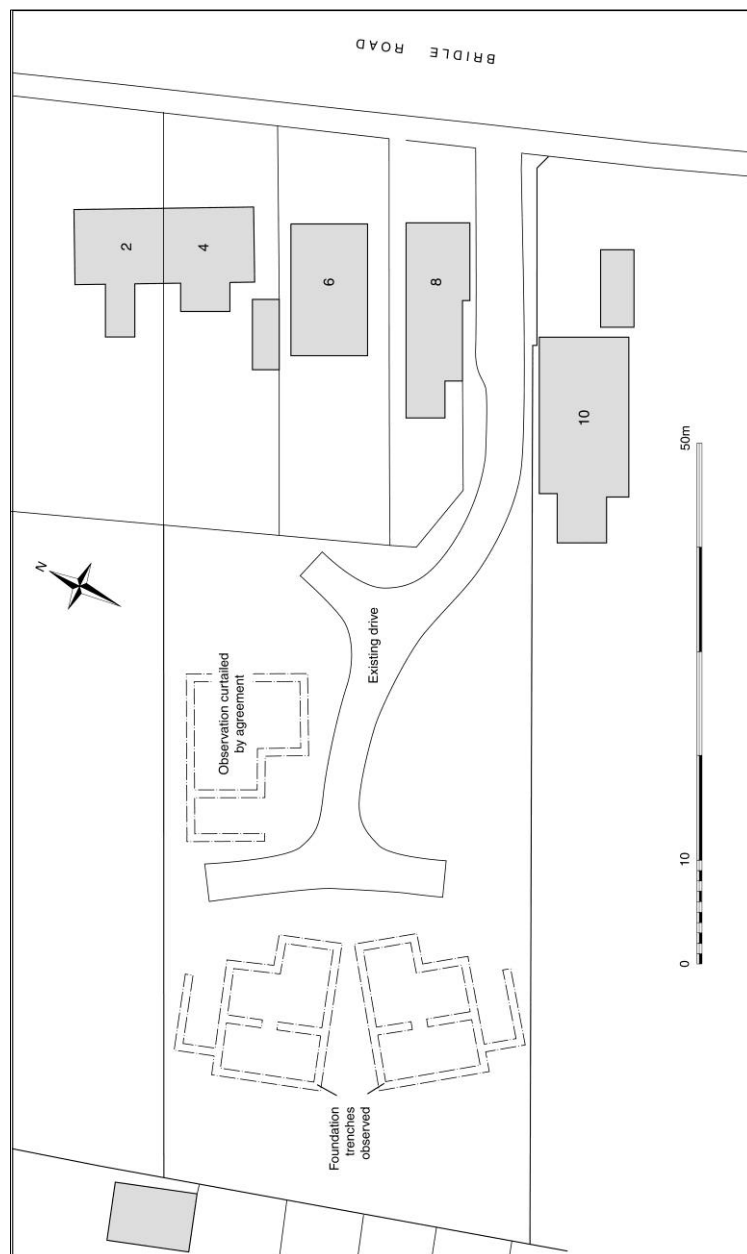 BRIDLE ROAD
2
4
6
8
10
N
Existing drive
Observation curtailed
by agreement
Foundation
trenches
observed
0
10
50m